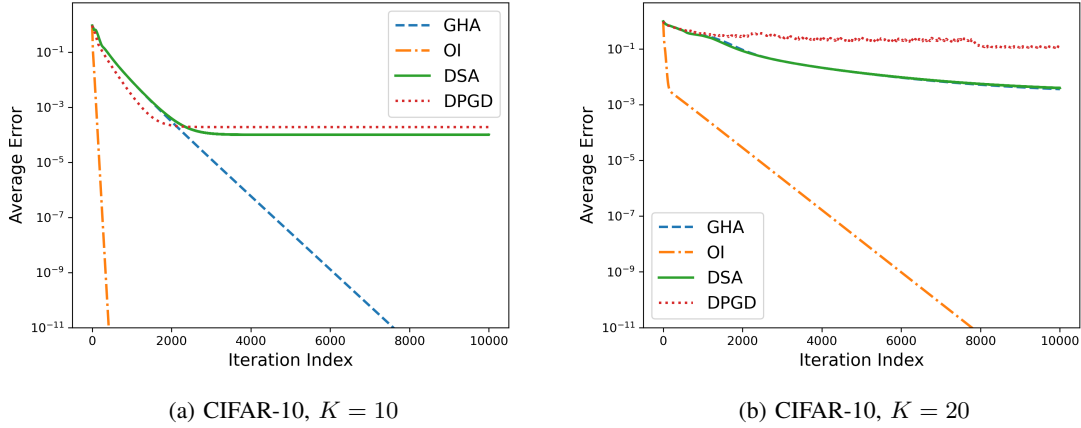 GHA
OI
DSA
DPGD
Average Error
10⁻¹
10⁻³
10⁻⁵
10⁻⁷
10⁻⁹
10⁻¹¹
0 2000 4000 6000 8000 10000
Iteration Index
(a) CIFAR-10, K = 10
Average Error
10⁻¹
10⁻³
10⁻⁵
10⁻⁷
10⁻⁹
10⁻¹¹
GHA
OI
DSA
DPGD
0 2000 4000 6000 8000 10000
Iteration Index
(b) CIFAR-10, K = 20